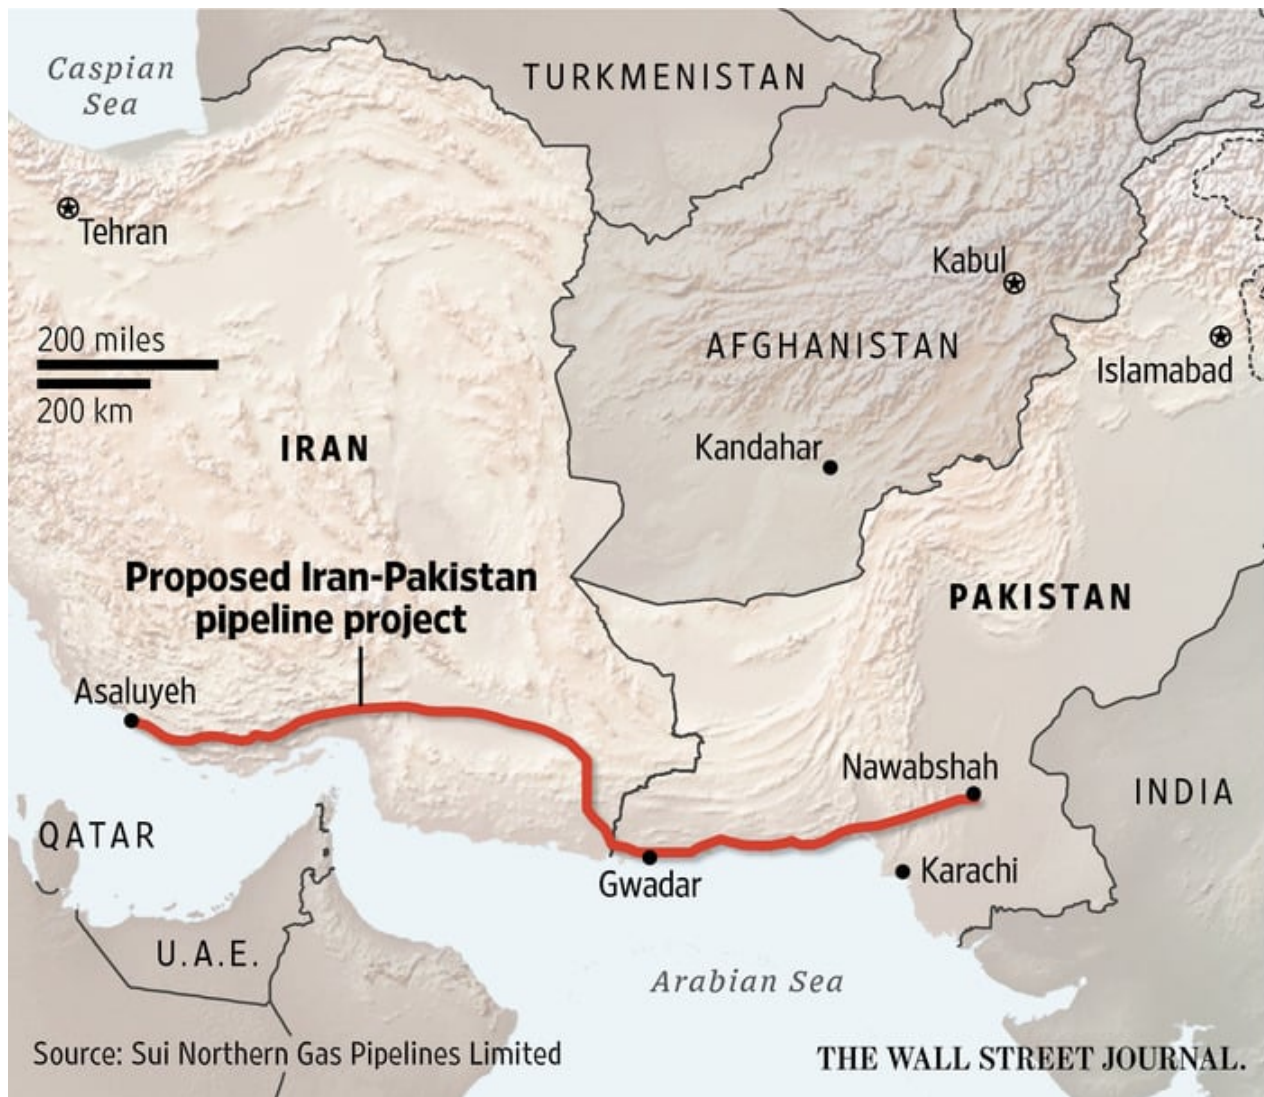 Caspian
Sea
TURKMENISTAN
Tehran
Kabul
200 miles
200 km
AFGHANISTAN
Islamabad
IRAN
Kandahar
Proposed Iran-Pakistan
pipeline project
PAKISTAN
Asaluyeh
Nawabshah
INDIA
QATAR
Gwadar
Karachi
U.A.E.
Arabian Sea
Source: Sui Northern Gas Pipelines Limited
THE WALL STREET JOURNAL.